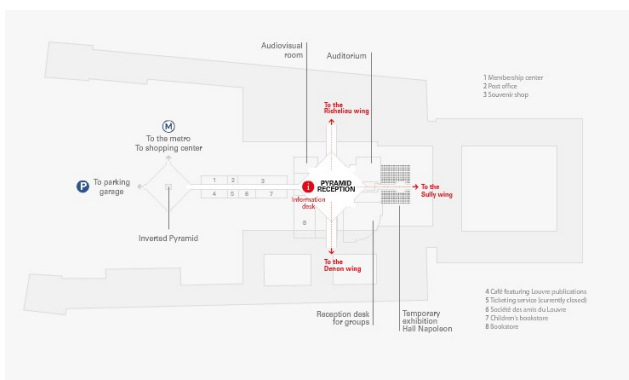 Audiovisual
room
Auditorium
1 Membership center
2 Post office
3 Souvenir shop
To the
Richelieu wing
M
To the metro
To shopping center
P
To parking
garage
1 2 3
4 5 6 7
i
PYRAMID
RECEPTION
Information
desk
To the
Sully wing
8
Inverted Pyramid
To the
Denon wing
Reception desk
for groups
Temporary
exhibition
Hall Napoleon
4 Café featuring Louvre publications
5 Ticketing service (currently closed)
6 Société des amis du Louvre
7 Children's bookstore
8 Bookstore